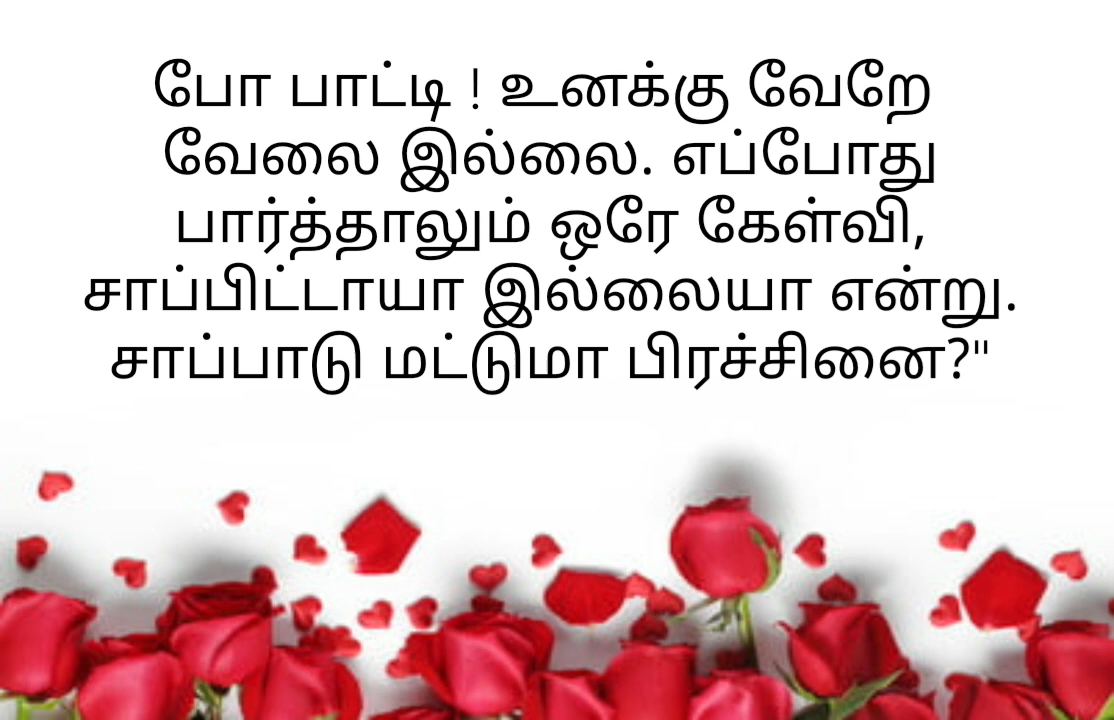 போ பாட்டி ! உனக்கு வேறே
வேலை இல்லை. எப்போது
பார்த்தாலும் ஒரே கேள்வி,
சாப்பிட்டாயா இல்லையா என்று.
சாப்பாடு மட்டுமா பிரச்சினை?"